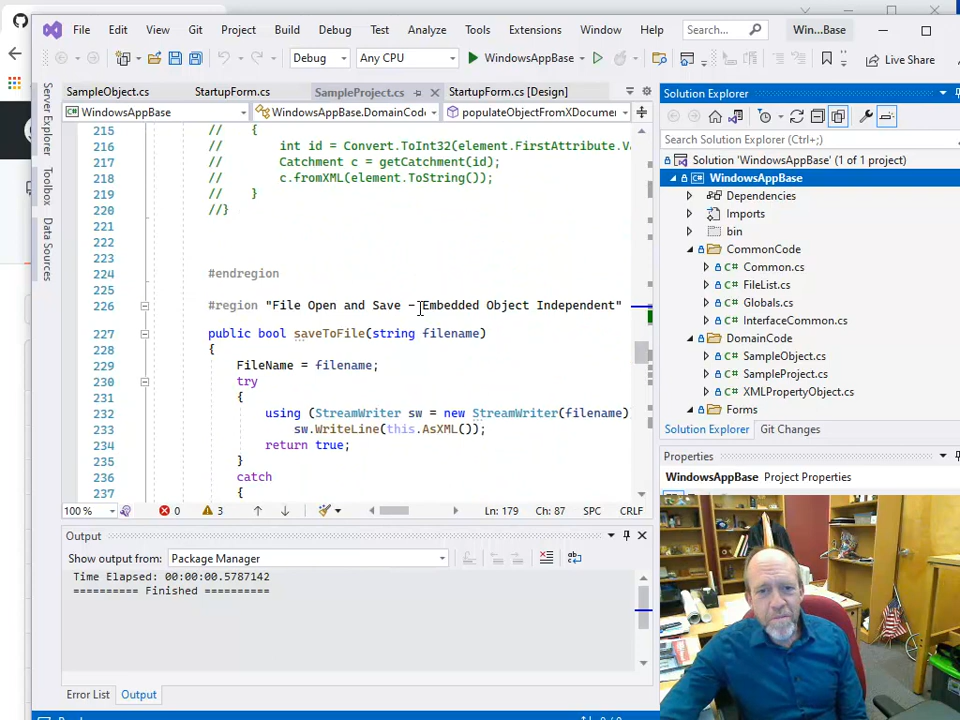 File Edit View Git Project Build Debug Test Analyze Tools Extensions Window Help Search... Win...Base
Debug Any CPU WindowsAppBase Live Share
Server Explorer
Toolbox
Data Sources
SampleObject.cs StartupForm.cs SampleProject.cs StartupForm.cs [Design]
WindowsAppBase WindowsAppBase.DomainCode populateObjectFromXDocumer
215 // {
216 // int id = Convert.ToInt32(element.FirstAttribute.Va
217 // Catchment c = getCatchment(id);
218 // c.fromXML(element.ToString());
219 // }
220 //}
221
222
223
224 #endregion
225
226 #region "File Open and Save - Embedded Object Independent"
227 public bool saveToFile(string filename)
228 {
229 FileName = filename;
230 try
231 {
232 using (StreamWriter sw = new StreamWriter(filename)
233 sw.WriteLine(this.AsXML());
234 return true;
235 }
236 catch
237 {
100 % 0 3 Ln: 179 Ch: 87 SPC CRLF
Output
Show output from: Package Manager
Time Elapsed: 00:00:00.5787142
========== Finished ==========
Error List Output
Solution Explorer
Search Solution Explorer
Solution 'WindowsAppBase' (1 of 1 project)
WindowsAppBase
Dependencies
Imports
bin
CommonCode
Common.cs
FileList.cs
Globals.cs
InterfaceCommon.cs
DomainCode
SampleObject.cs
SampleProject.cs
XMLPropertyObject.cs
Forms
Solution Explorer Git Changes
Properties
WindowsAppBase Project Properties